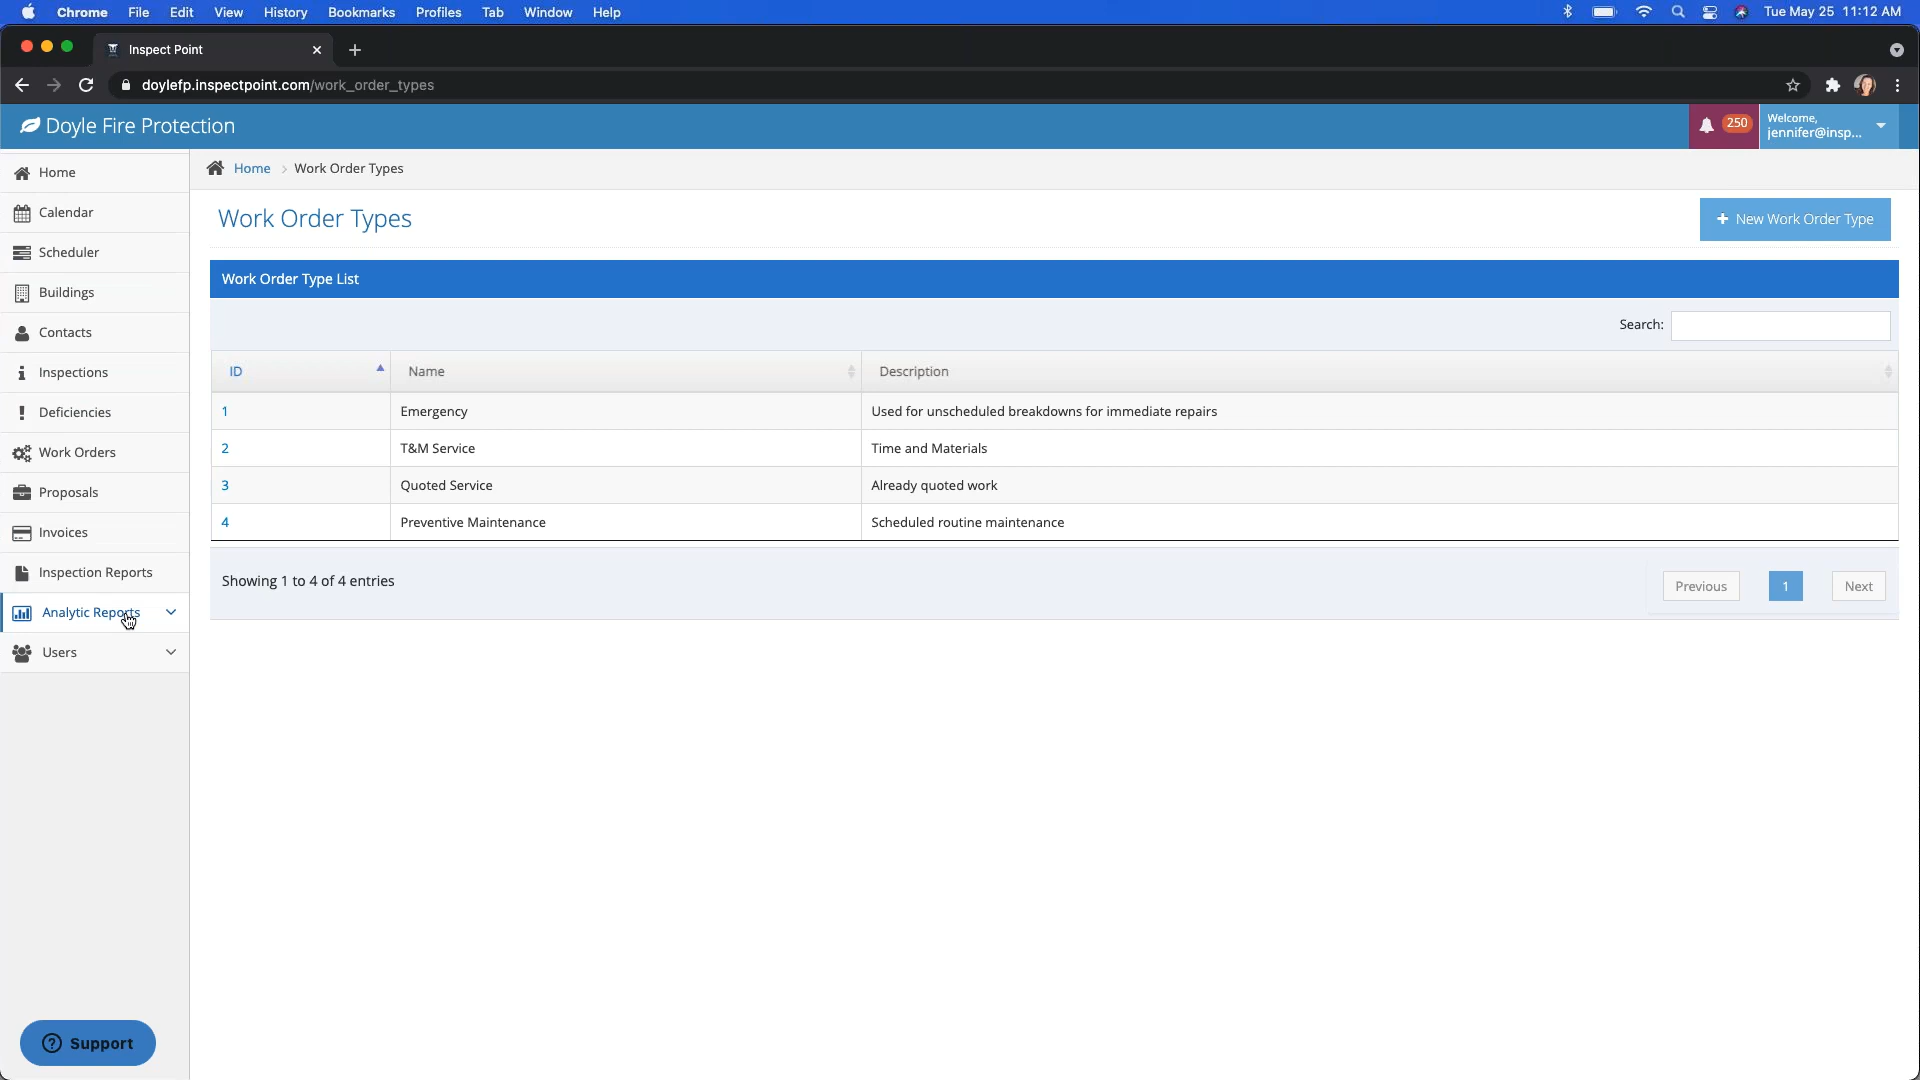 Chrome File Edit View History Bookmarks Profiles Tab Window Help Tue May 25 11:12 AM
Inspect Point
doylefp.inspectpoint.com/work_order_types
Doyle Fire Protection
250
Welcome,
jennifer@insp...
Home
Calendar
Scheduler
Buildings
Contacts
Inspections
Deficiencies
Work Orders
Proposals
Invoices
Inspection Reports
Analytic Reports
Users
Support
Home > Work Order Types
Work Order Types
+ New Work Order Type
Work Order Type List
Search:
ID Name Description
1 Emergency Used for unscheduled breakdowns for immediate repairs
2 T&M Service Time and Materials
3 Quoted Service Already quoted work
4 Preventive Maintenance Scheduled routine maintenance
Showing 1 to 4 of 4 entries
Previous 1 Next